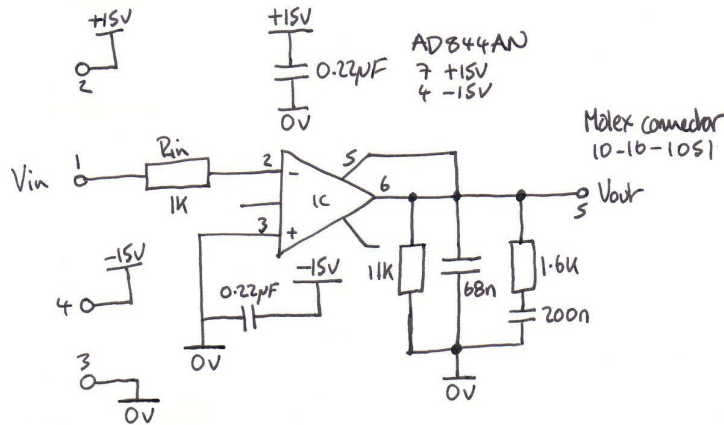 +15V
2
+15V
0.22µF
0V
AD844AN
7 +15V
4 -15V
Molex connector
10-10-1051
Vin
1
Rin
1K
2
-
5
IC
6
3
+
Vout
5
11K
68n
1.6K
200n
-15V
4
0.22µF
-15V
0V
0V
3
0V